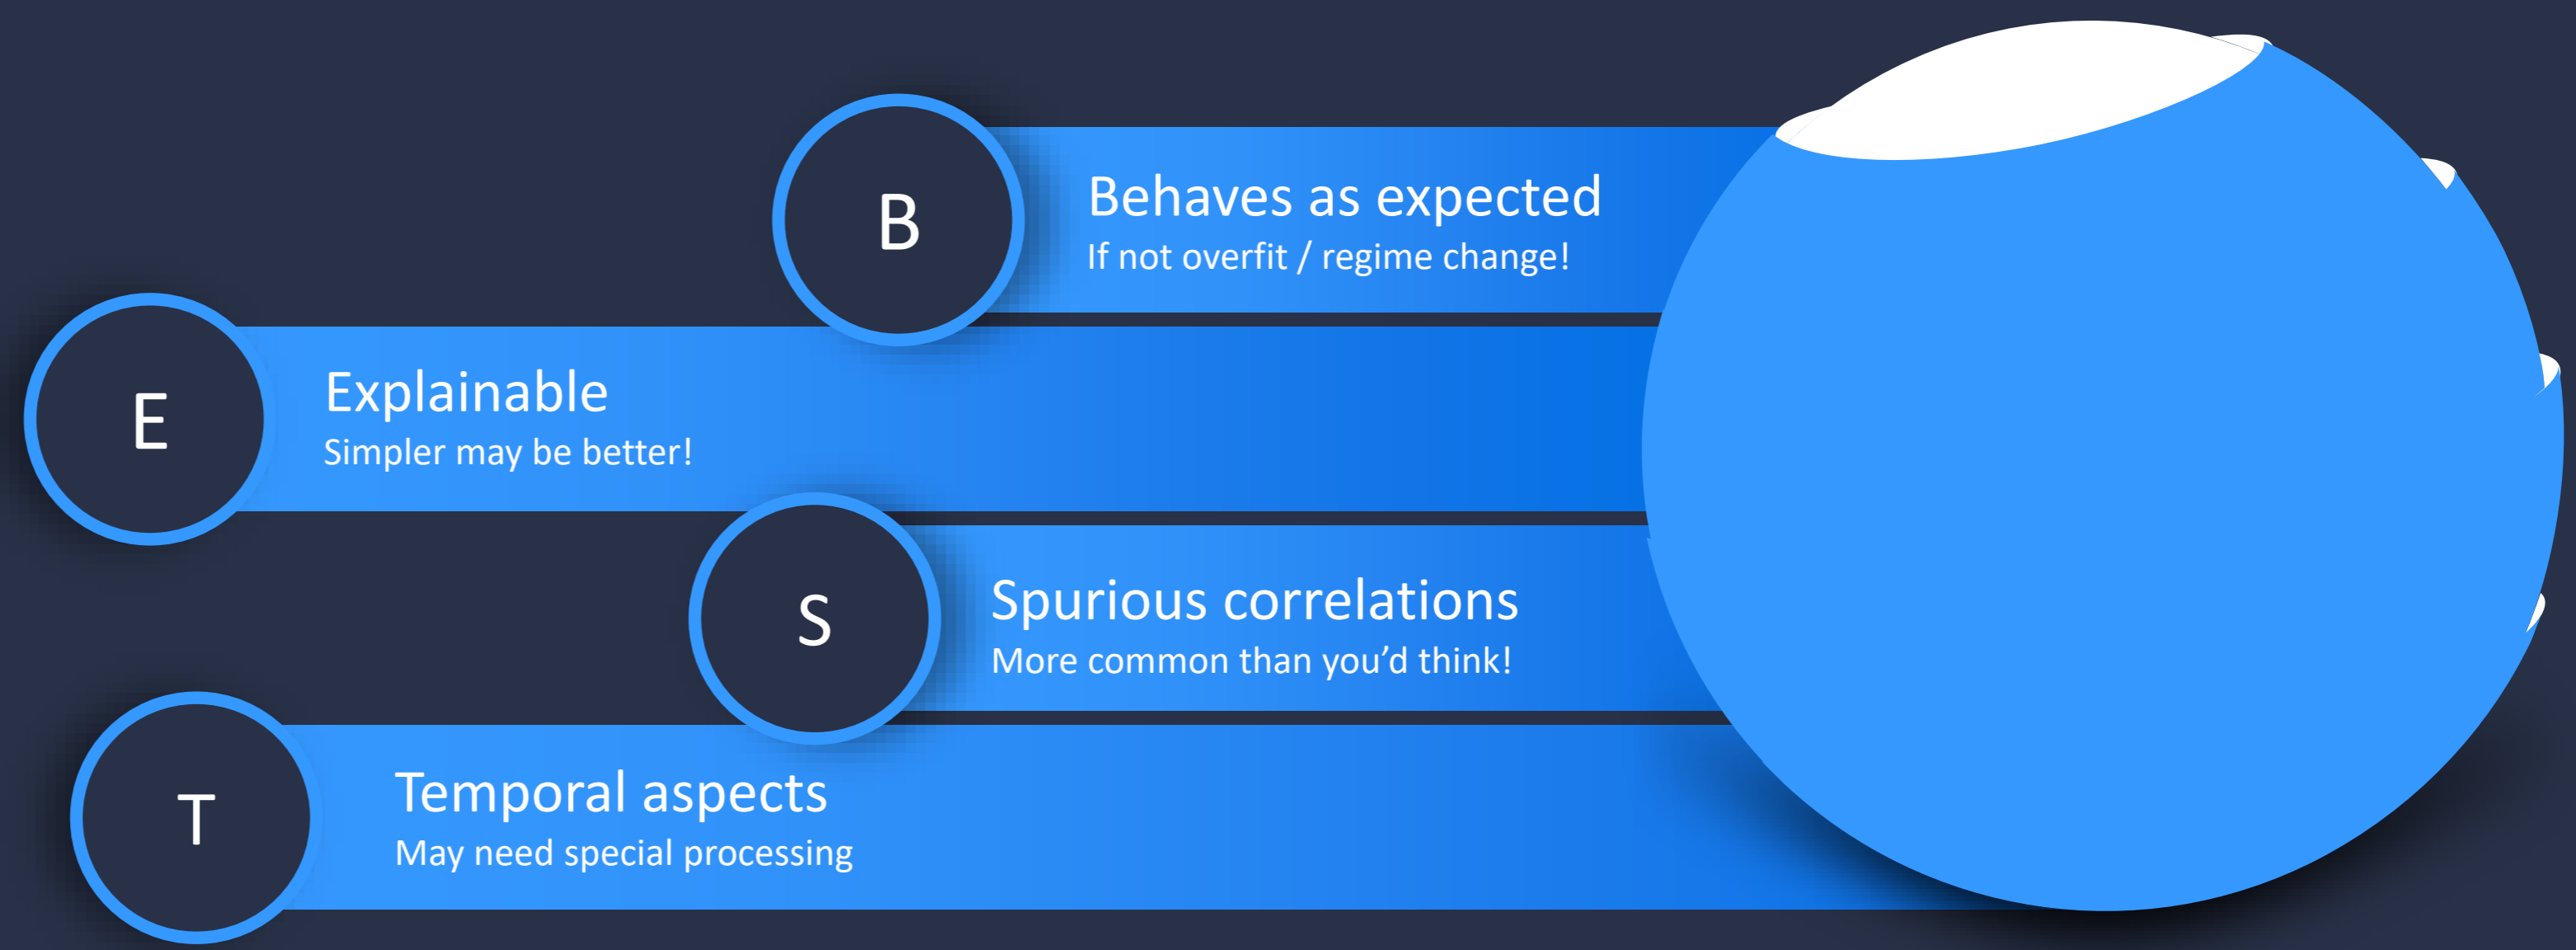 B
Behaves as expected
If not overfit / regime change!
E
Explainable
Simpler may be better!
S
Spurious correlations
More common than you’d think!
T
Temporal aspects
May need special processing